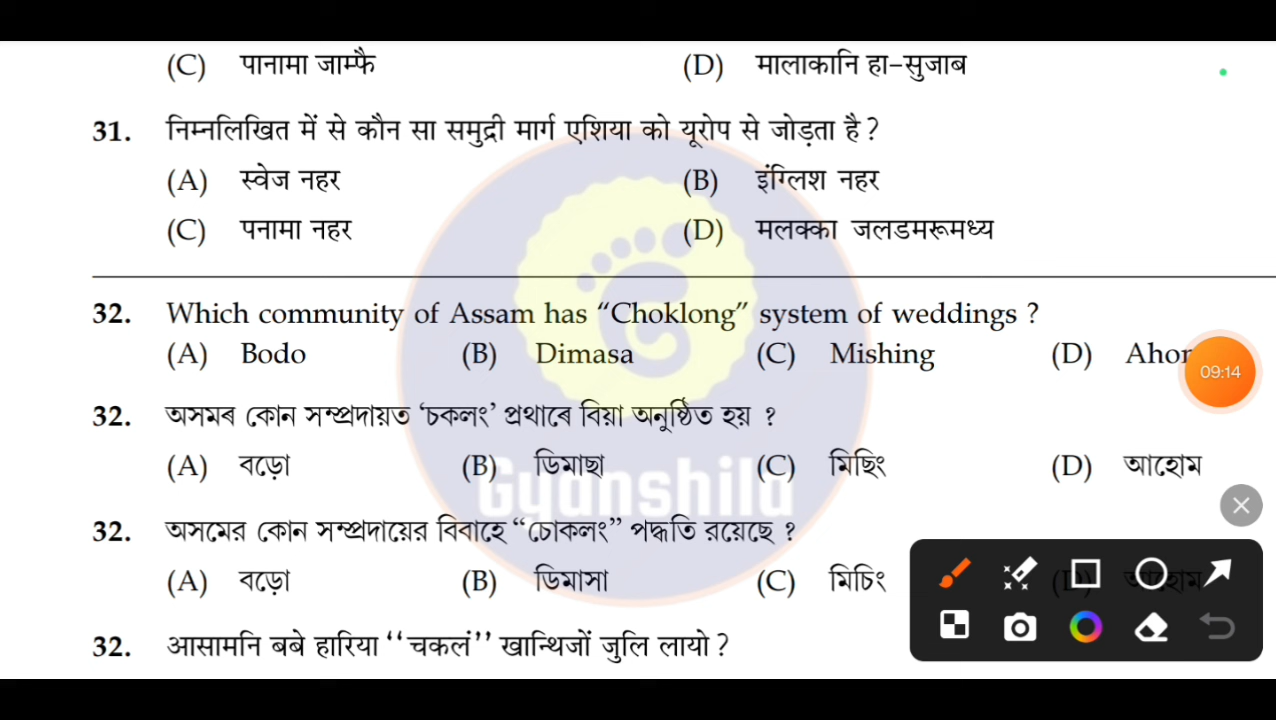 (C) पानामा जाम्फै (D) मालाकानि हा-सुजाब
31. निम्नलिखित में से कौन सा समुद्री मार्ग एशिया को यूरोप से जोड़ता है ?
(A) स्वेज नहर (B) इंग्लिश नहर
(C) पनामा नहर (D) मलक्का जलडमरूमध्य
32. Which community of Assam has “Choklong” system of weddings ?
(A) Bodo (B) Dimasa (C) Mishing (D)
09:14
32. অসমৰ কোন সম্প্ৰদায়ত ‘চকলং’ প্ৰথাৰে বিয়া অনুষ্ঠিত হয় ?
(A) বড়ো (B) ডিমাছা (C) মিছিং (D) আহোম
Gyanshila
32. অসমের কোন সম্প্রদায়ের বিবাহে “চোকলং” পদ্ধতি রয়েছে ?
(A) বড়ো (B) ডিমাসা (C) মিচিং (D) আহোম
32. आसामनि बबे हारिया ‘‘चकलं’’ खान्थिजों जुलि लायो ?